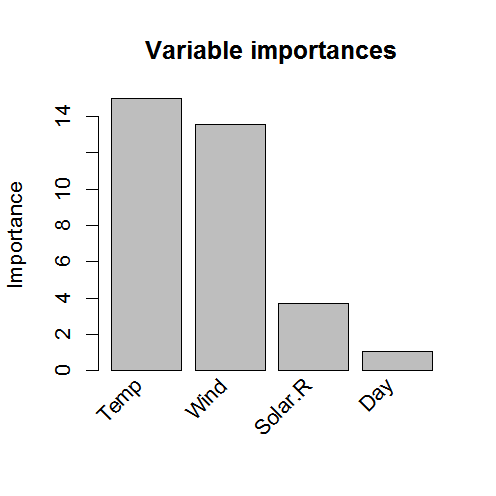 Variable importances
Importance
14
10
8
6
4
2
0
Temp
Wind
Solar.R
Day